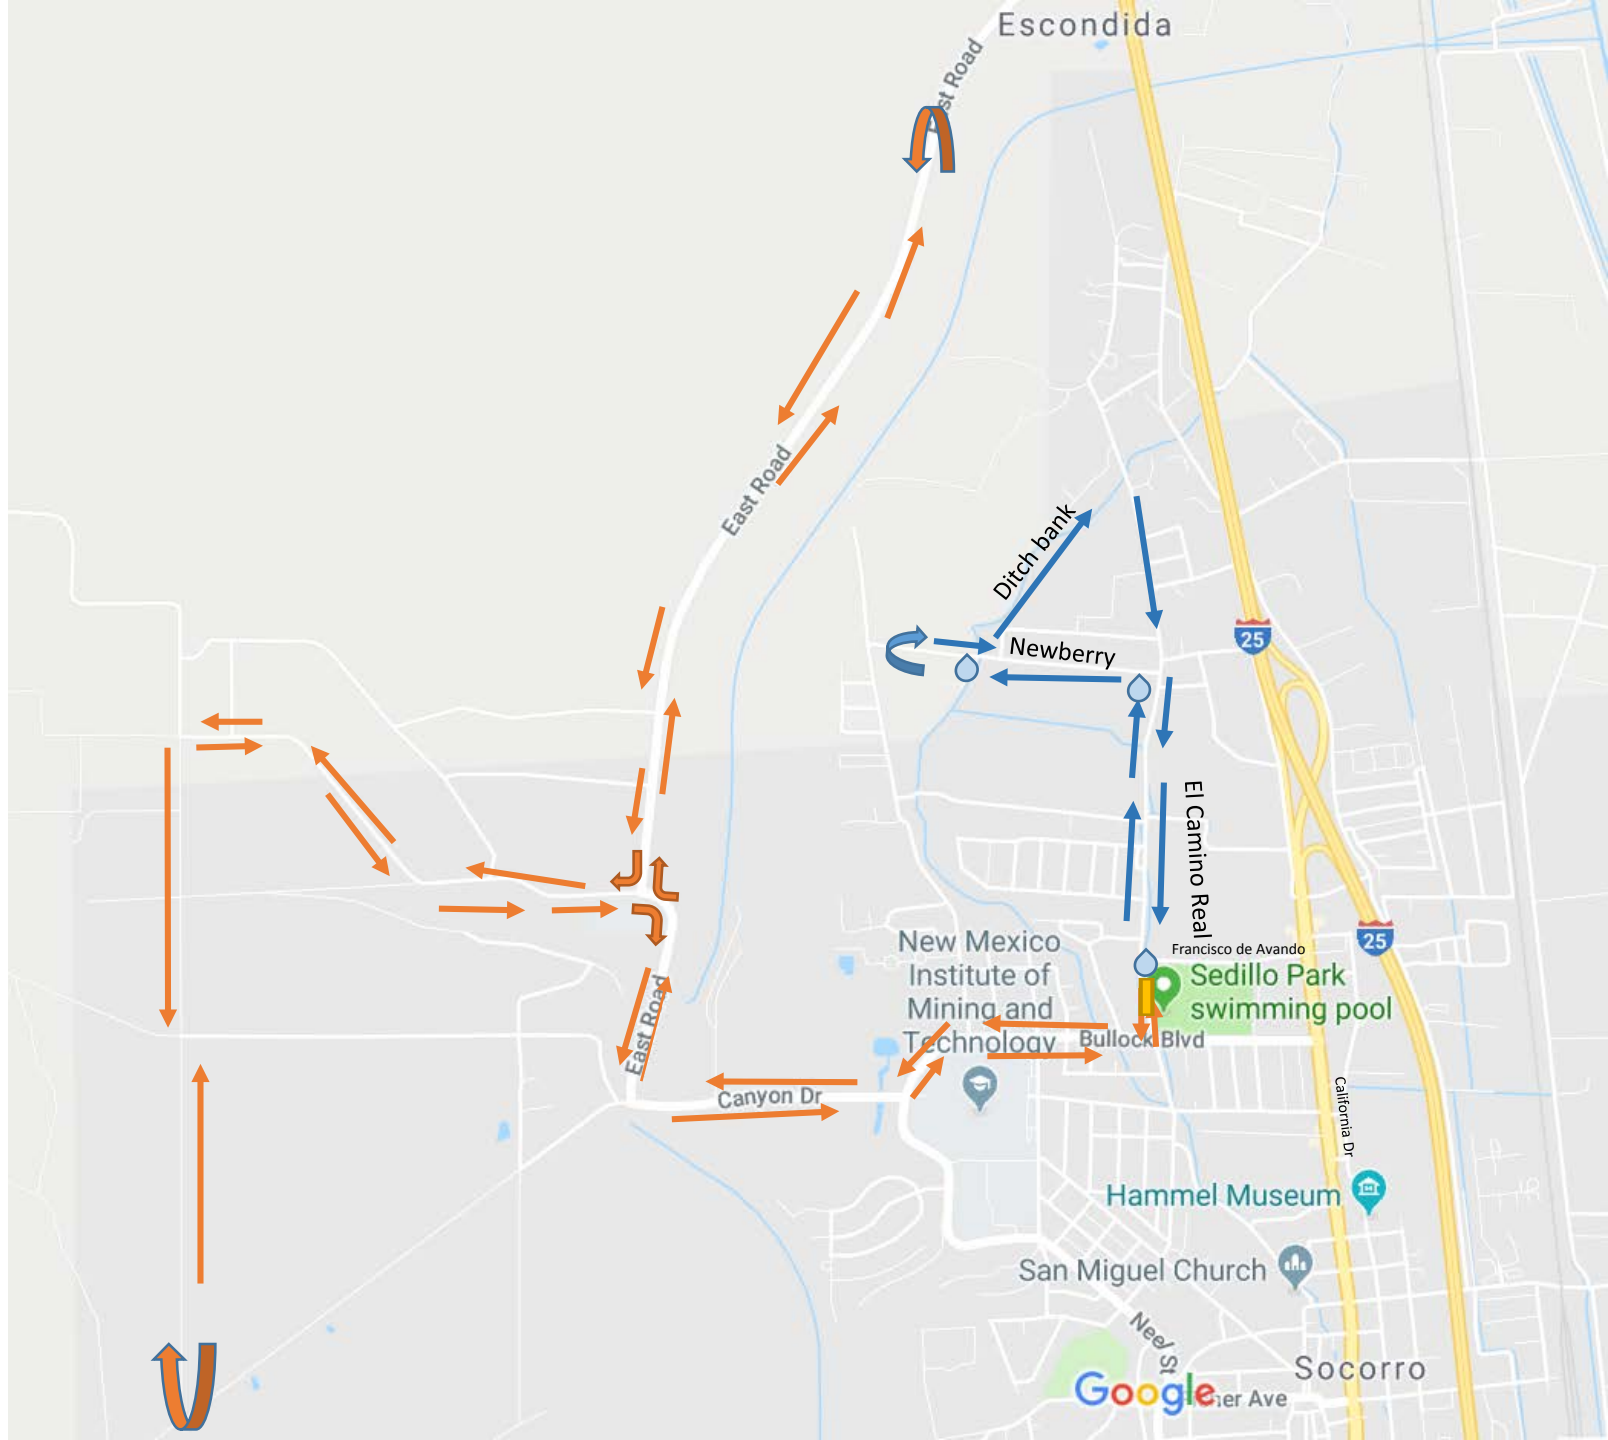 Escondida
East Road
East Road
Ditch bank
Newberry
25
El Camino Real
25
New Mexico
Institute of
Mining and
Technology
Francisco de Avando
Sedillo Park
swimming pool
East Road
Bullock Blvd
Canyon Dr
California Dr
Hammel Museum
San Miguel Church
Neel St
Socorro
Google
er Ave